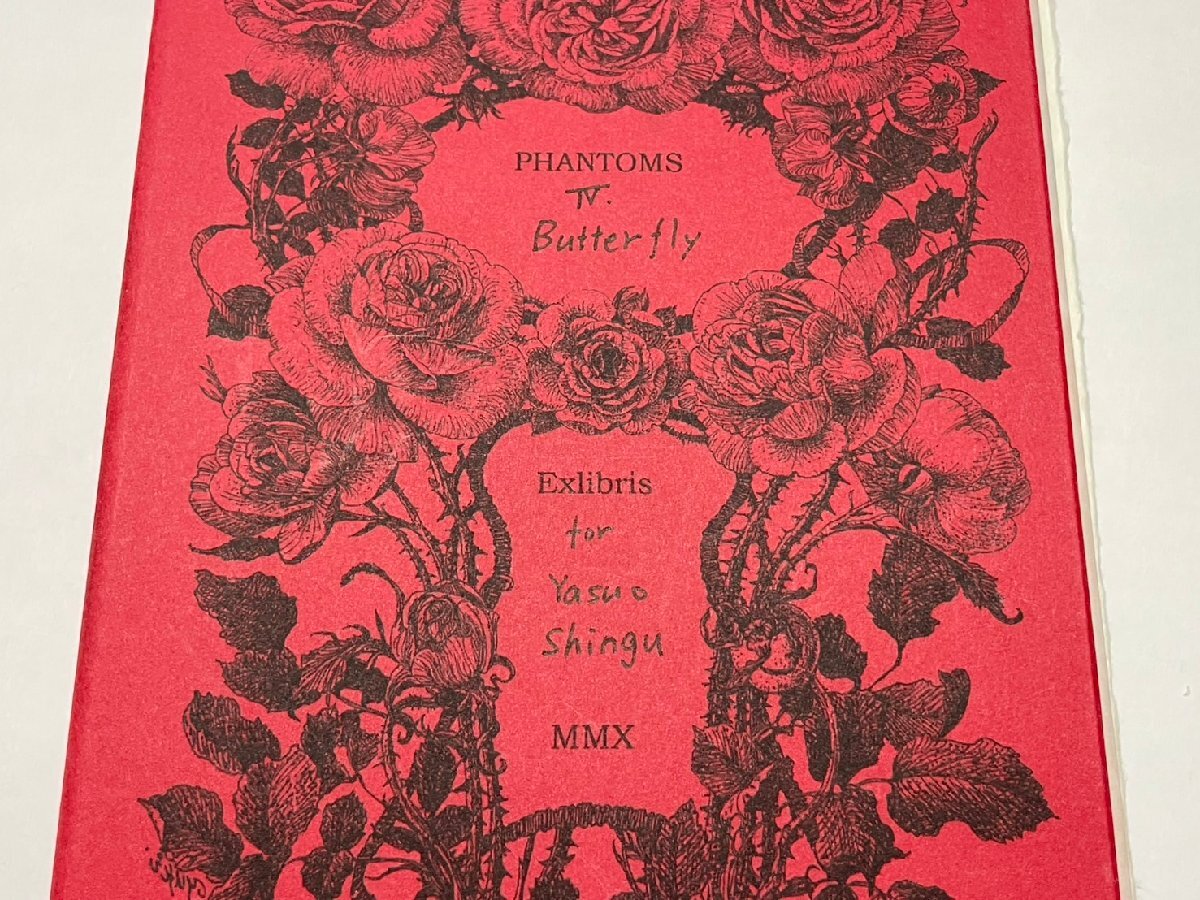 PHANTOMS
IV.
Butterfly
Exlibris
for
Yasuo
Shingu
MMX